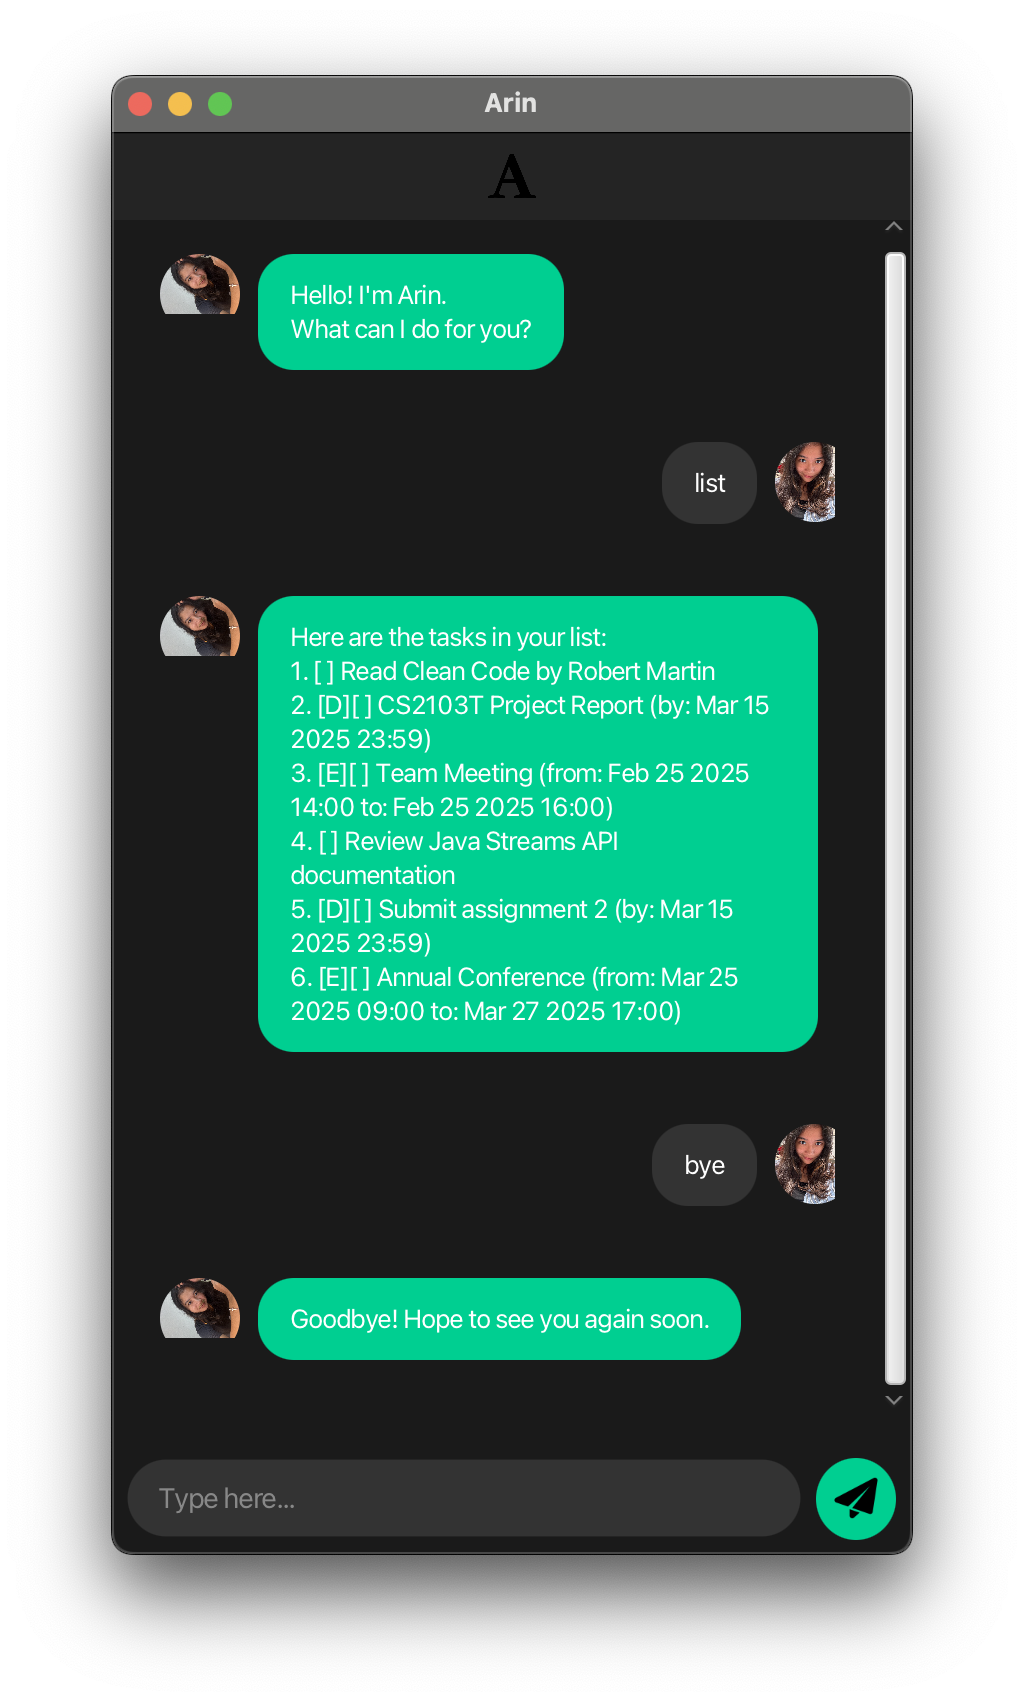 Arin
A
Hello! I'm Arin.
What can I do for you?
list
Here are the tasks in your list:
1. [ ] Read Clean Code by Robert Martin
2. [D][ ] CS2103T Project Report (by: Mar 15
2025 23:59)
3. [E][ ] Team Meeting (from: Feb 25 2025
14:00 to: Feb 25 2025 16:00)
4. [ ] Review Java Streams API
documentation
5. [D][ ] Submit assignment 2 (by: Mar 15
2025 23:59)
6. [E][ ] Annual Conference (from: Mar 25
2025 09:00 to: Mar 27 2025 17:00)
bye
Goodbye! Hope to see you again soon.
Type here...